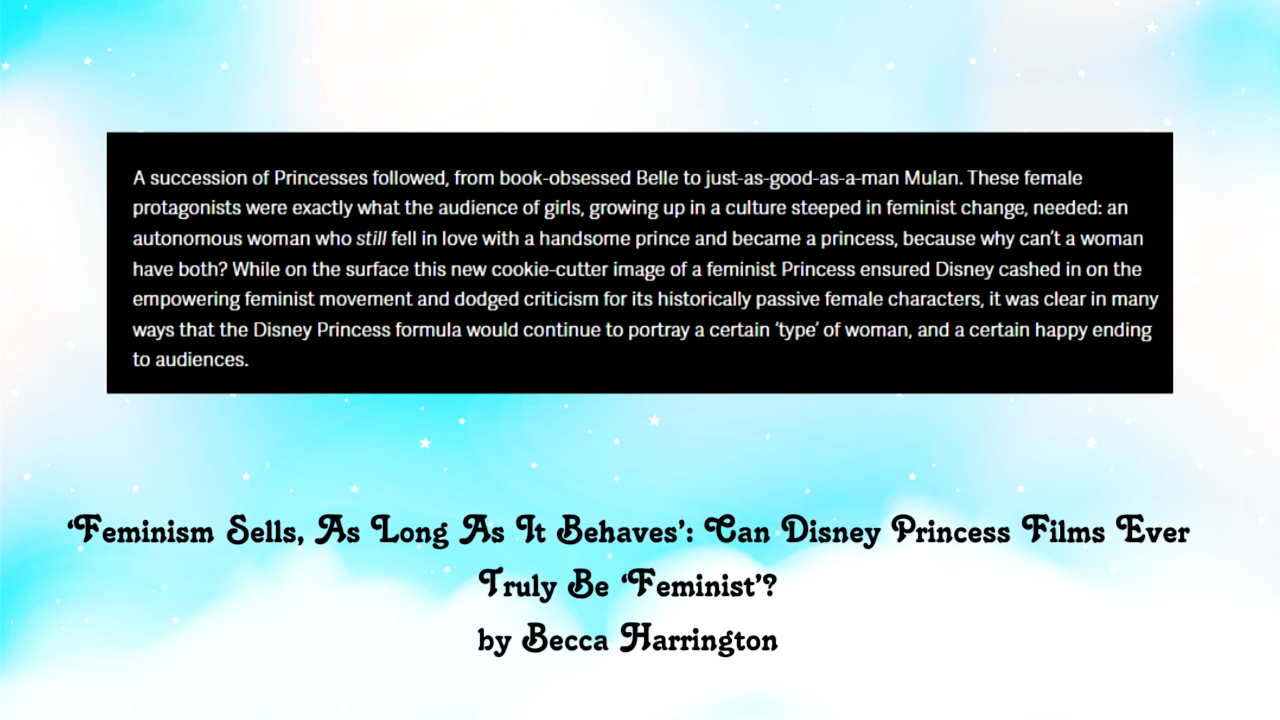 A succession of Princesses followed, from book-obsessed Belle to just-as-good-as-a-man Mulan. These female
protagonists were exactly what the audience of girls, growing up in a culture steeped in feminist change, needed: an
autonomous woman who still fell in love with a handsome prince and became a princess, because why can't a woman
have both? While on the surface this new cookie-cutter image of a feminist Princess ensured Disney cashed in on the
empowering feminist movement and dodged criticism for its historically passive female characters, it was clear in many
ways that the Disney Princess formula would continue to portray a certain 'type' of woman, and a certain happy ending
to audiences.
'Feminism Sells, As Long As It Behaves': Can Disney Princess Films Ever
Truly Be 'Feminist'?
by Becca Harrington